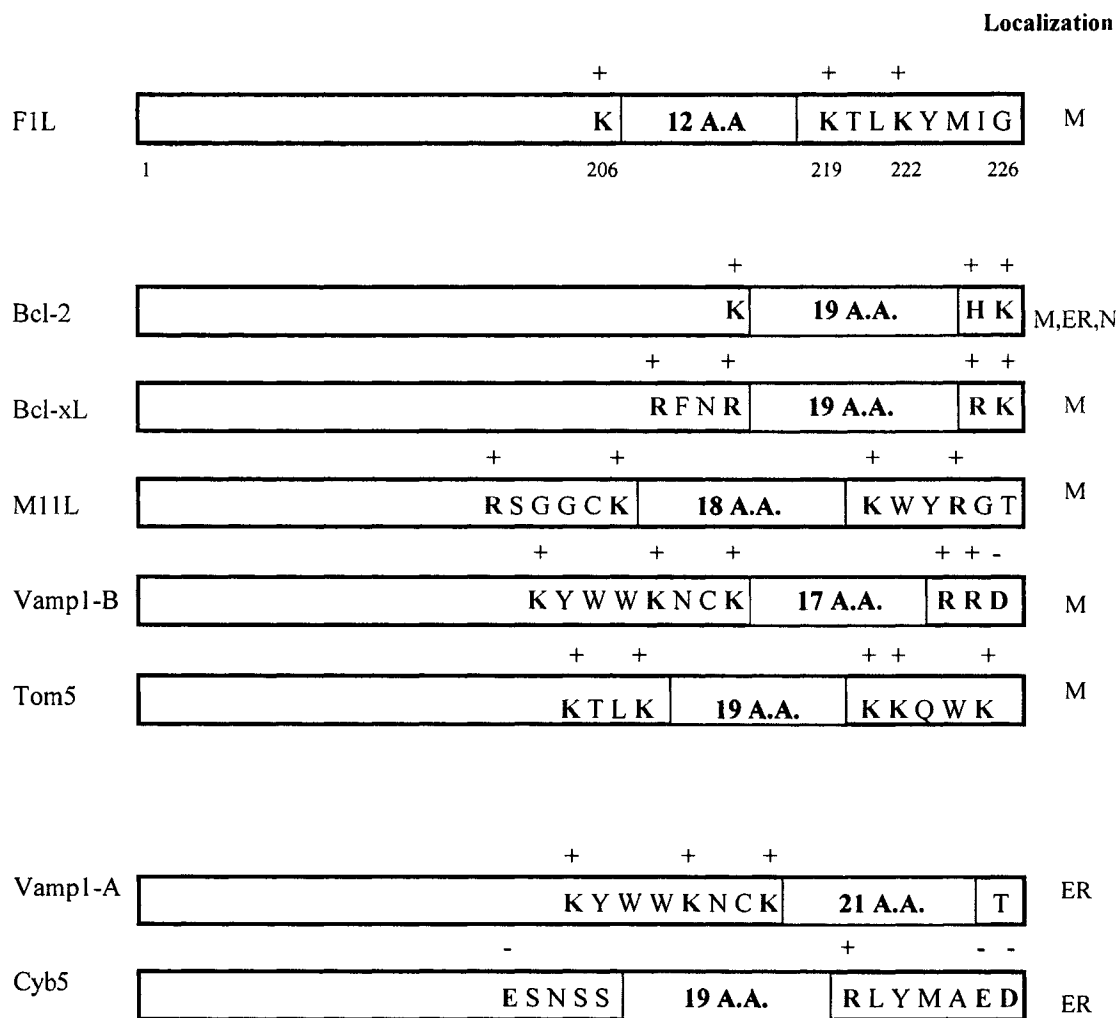 Localization
+ + +
F1L K 12 A.A K T L K Y M I G M
1 206 219 222 226
+ + +
Bcl-2 K 19 A.A. H K M,ER,N
+ + + +
Bcl-xL R F N R 19 A.A. R K M
+ + + +
M11L R S G G C K 18 A.A. K W Y R G T M
+ + + + + -
Vamp1-B K Y W W K N C K 17 A.A. R R D M
+ + + + +
Tom5 K T L K 19 A.A. K K Q W K M
+ + +
Vamp1-A K Y W W K N C K 21 A.A. T ER
- + - -
Cyb5 E S N S S 19 A.A. R L Y M A E D ER